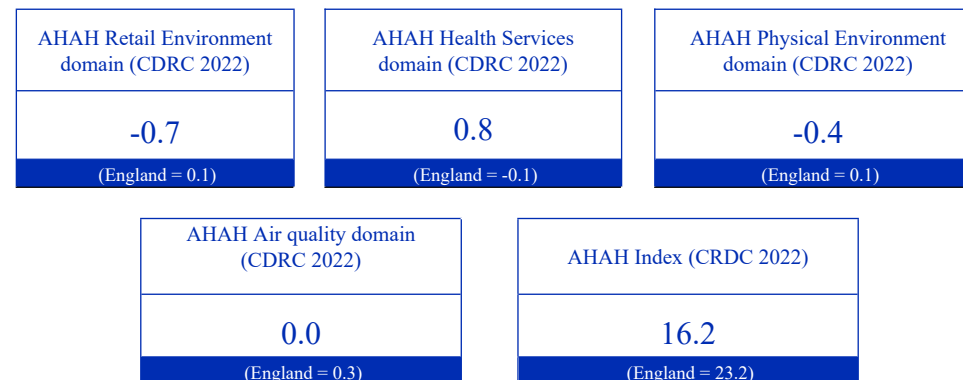 AHAH Retail Environment
domain (CDRC 2022)
-0.7
(England = 0.1)
AHAH Health Services
domain (CDRC 2022)
0.8
(England = -0.1)
AHAH Physical Environment
domain (CDRC 2022)
-0.4
(England = 0.1)
AHAH Air quality domain
(CDRC 2022)
0.0
(England = 0.3)
AHAH Index (CRDC 2022)
16.2
(England = 23.2)